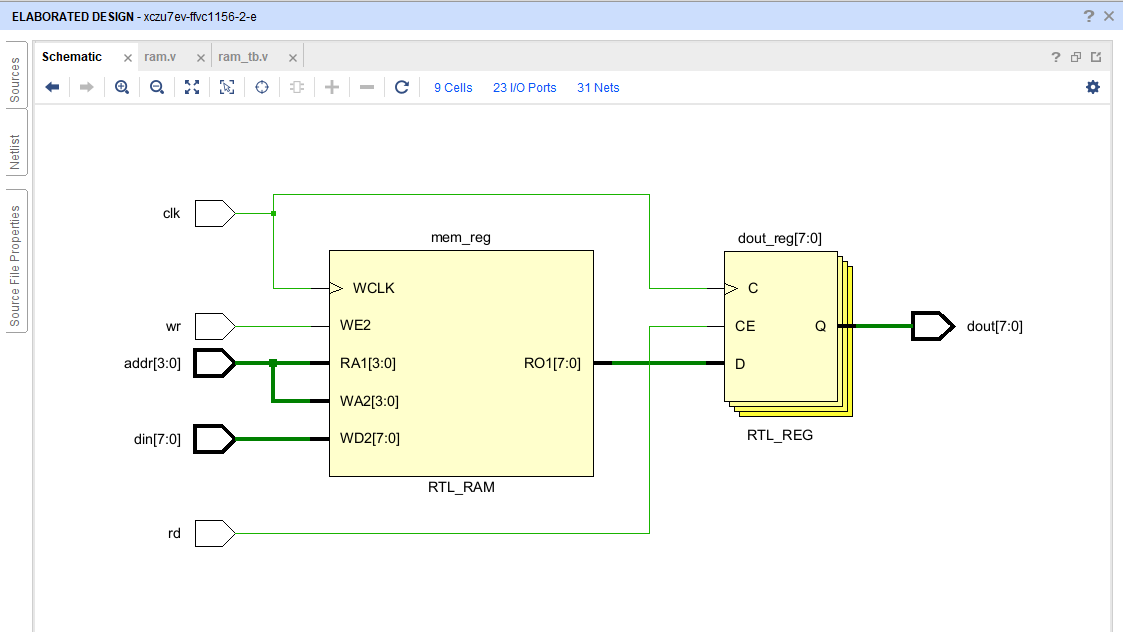 ELABORATED DESIGN - xczu7ev-ffvc1156-2-e
Sources
Netlist
Source File Properties
Schematic
ram.v
ram_tb.v
9 Cells
23 I/O Ports
31 Nets
clk
wr
addr[3:0]
din[7:0]
rd
mem_reg
WCLK
WE2
RA1[3:0]
RO1[7:0]
WA2[3:0]
WD2[7:0]
RTL_RAM
dout_reg[7:0]
C
CE
Q
D
RTL_REG
dout[7:0]